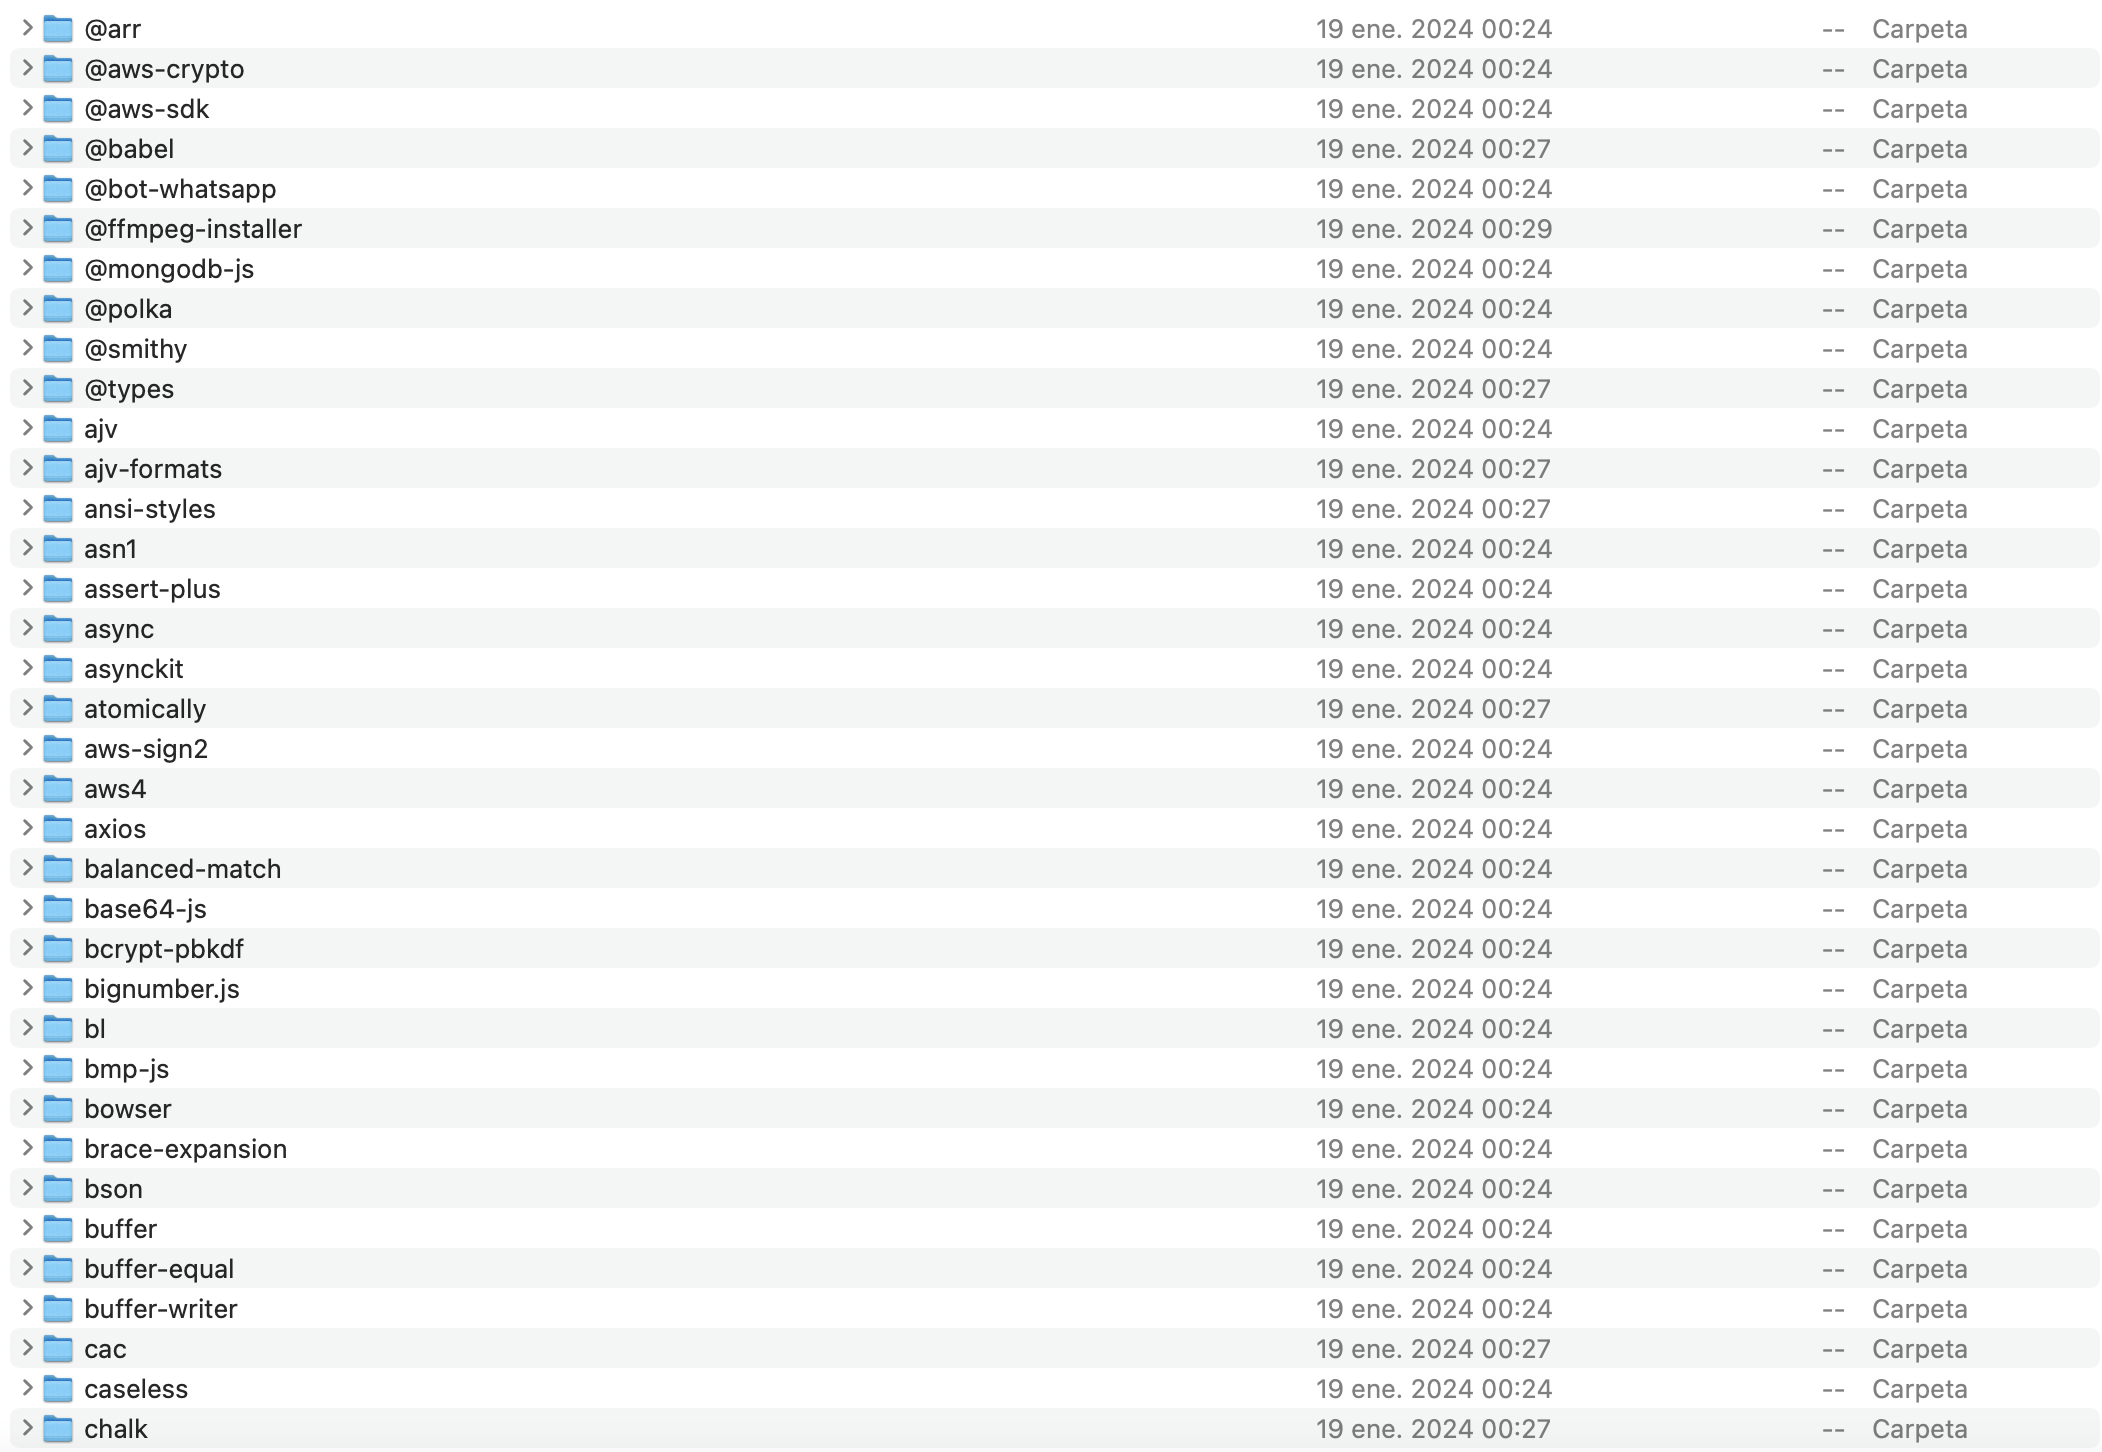 @arr 19 ene. 2024 00:24 -- Carpeta
@aws-crypto 19 ene. 2024 00:24 -- Carpeta
@aws-sdk 19 ene. 2024 00:24 -- Carpeta
@babel 19 ene. 2024 00:27 -- Carpeta
@bot-whatsapp 19 ene. 2024 00:24 -- Carpeta
@ffmpeg-installer 19 ene. 2024 00:29 -- Carpeta
@mongodb-js 19 ene. 2024 00:24 -- Carpeta
@polka 19 ene. 2024 00:24 -- Carpeta
@smithy 19 ene. 2024 00:24 -- Carpeta
@types 19 ene. 2024 00:27 -- Carpeta
ajv 19 ene. 2024 00:24 -- Carpeta
ajv-formats 19 ene. 2024 00:27 -- Carpeta
ansi-styles 19 ene. 2024 00:27 -- Carpeta
asn1 19 ene. 2024 00:24 -- Carpeta
assert-plus 19 ene. 2024 00:24 -- Carpeta
async 19 ene. 2024 00:24 -- Carpeta
asynckit 19 ene. 2024 00:24 -- Carpeta
atomically 19 ene. 2024 00:27 -- Carpeta
aws-sign2 19 ene. 2024 00:24 -- Carpeta
aws4 19 ene. 2024 00:24 -- Carpeta
axios 19 ene. 2024 00:24 -- Carpeta
balanced-match 19 ene. 2024 00:24 -- Carpeta
base64-js 19 ene. 2024 00:24 -- Carpeta
bcrypt-pbkdf 19 ene. 2024 00:24 -- Carpeta
bignumber.js 19 ene. 2024 00:24 -- Carpeta
bl 19 ene. 2024 00:24 -- Carpeta
bmp-js 19 ene. 2024 00:24 -- Carpeta
bowser 19 ene. 2024 00:24 -- Carpeta
brace-expansion 19 ene. 2024 00:24 -- Carpeta
bson 19 ene. 2024 00:24 -- Carpeta
buffer 19 ene. 2024 00:24 -- Carpeta
buffer-equal 19 ene. 2024 00:24 -- Carpeta
buffer-writer 19 ene. 2024 00:24 -- Carpeta
cac 19 ene. 2024 00:27 -- Carpeta
caseless 19 ene. 2024 00:24 -- Carpeta
chalk 19 ene. 2024 00:27 -- Carpeta